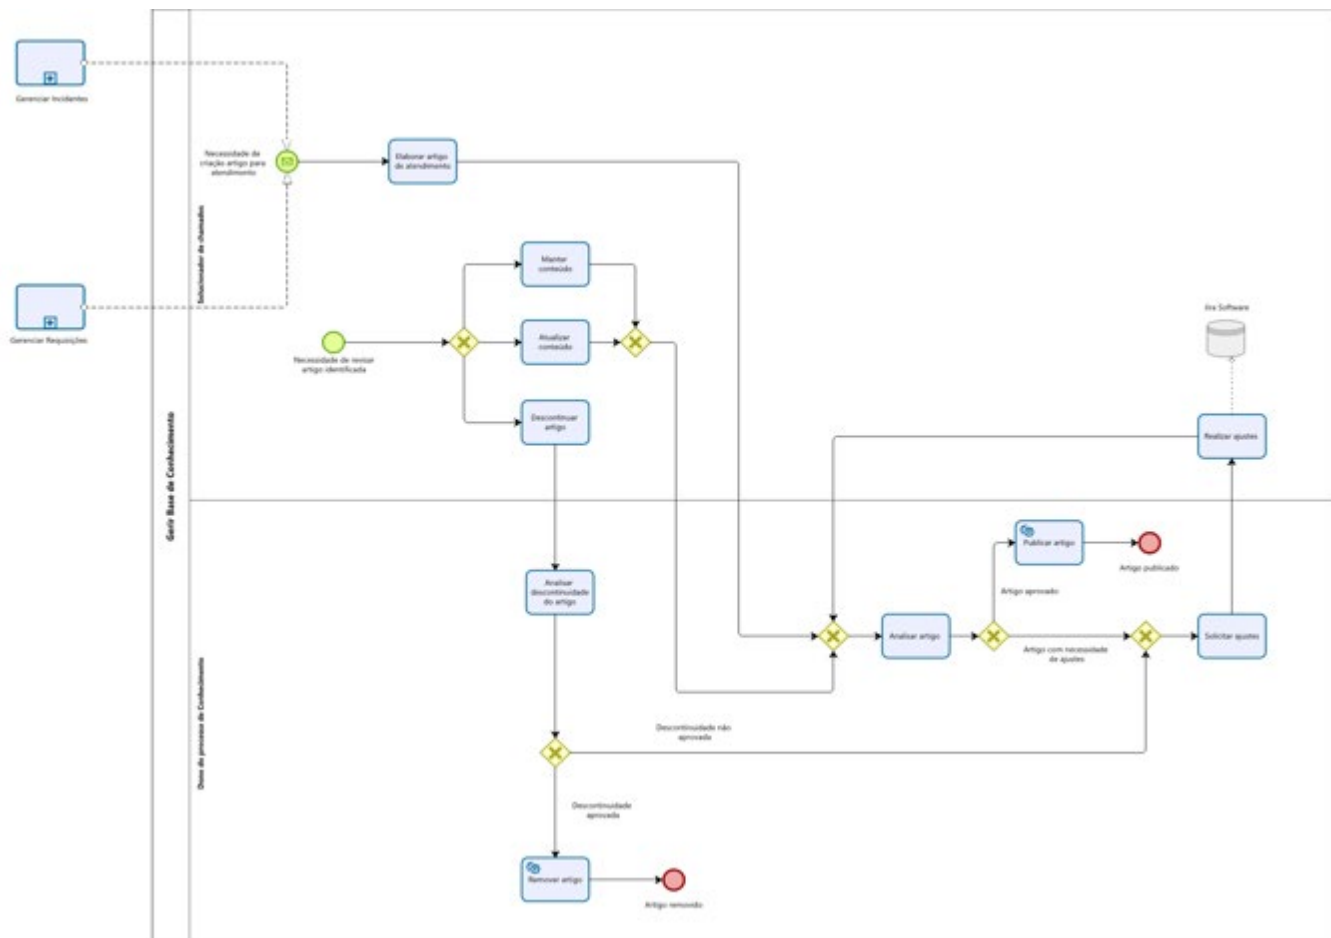 Gerenciar Incidentes
Necessidade de
criação artigo para
atendimento
Elaborar artigo
de atendimento
Solucionador de chamados
Manter
conteúdo
Gerenciar Requisições
Jira Software
Necessidade de revisar
artigo identificada
Atualizar
conteúdo
Descontinuar
artigo
Realizar ajustes
Gerir Base de Conhecimento
Publicar artigo
Artigo publicado
Analisar
descontinuidade
do artigo
Artigo aprovado
Analisar artigo
Artigo com necessidade
de ajustes
Solicitar ajustes
Dono do processo de Conhecimento
Descontinuidade não
aprovada
Descontinuidade
aprovada
Remover artigo
Artigo removido